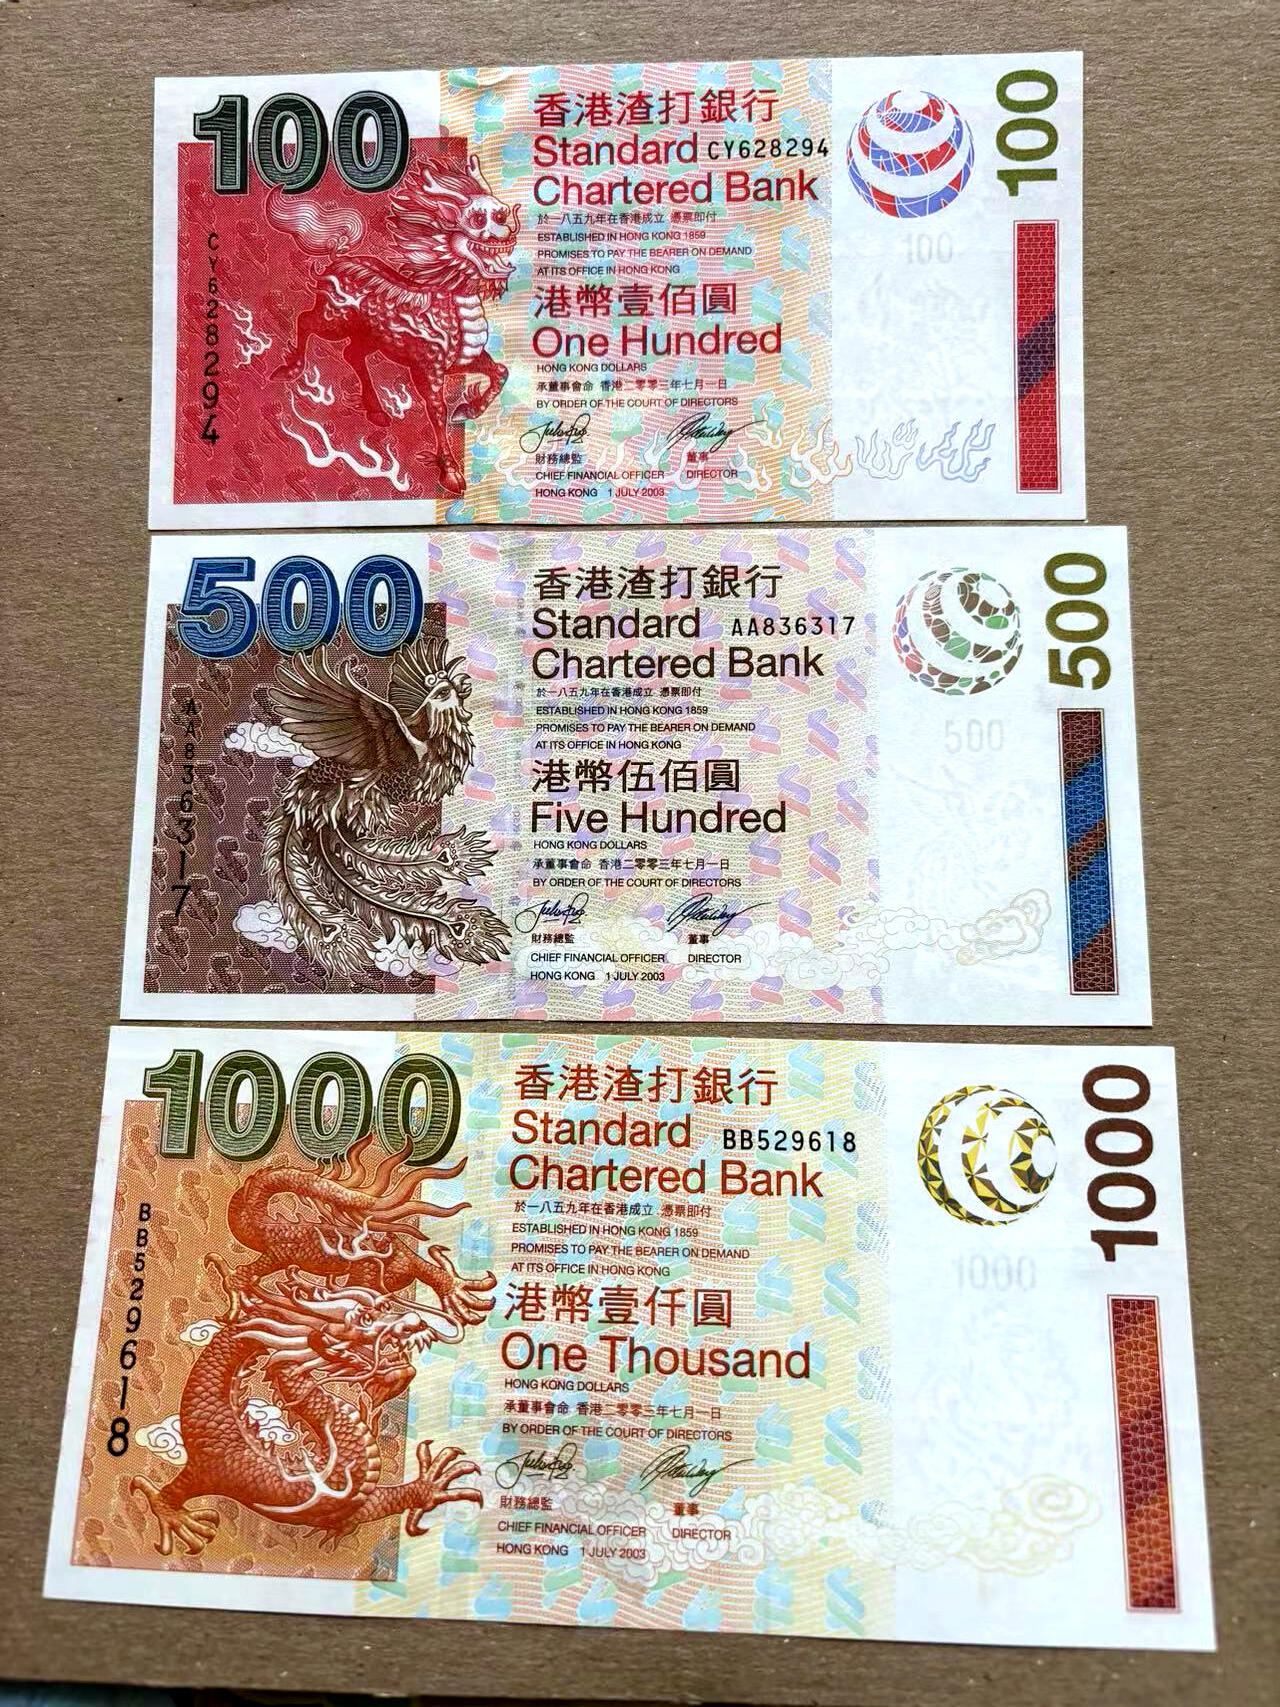 100
香港渣打銀行
Standard CY628294
Chartered Bank
於一八五九年在香港成立 憑票即付
ESTABLISHED IN HONG KONG 1859
PROMISES TO PAY THE BEARER ON DEMAND
AT ITS OFFICE IN HONG KONG
港幣壹佰圓
One Hundred
HONG KONG DOLLARS
承董事會命 香港二零零三年七月一日
BY ORDER OF THE COURT OF DIRECTORS
財務總監 董事
CHIEF FINANCIAL OFFICER DIRECTOR
HONG KONG 1 JULY 2003
CY628294
100
100
500
香港渣打銀行
Standard AA836317
Chartered Bank
於一八五九年在香港成立 憑票即付
ESTABLISHED IN HONG KONG 1859
PROMISES TO PAY THE BEARER ON DEMAND
AT ITS OFFICE IN HONG KONG
港幣伍佰圓
Five Hundred
HONG KONG DOLLARS
承董事會命 香港二零零三年七月一日
BY ORDER OF THE COURT OF DIRECTORS
財務總監 董事
CHIEF FINANCIAL OFFICER DIRECTOR
HONG KONG 1 JULY 2003
AA836317
500
500
1000
香港渣打銀行
Standard BB529618
Chartered Bank
於一八五九年在香港成立 憑票即付
ESTABLISHED IN HONG KONG 1859
PROMISES TO PAY THE BEARER ON DEMAND
AT ITS OFFICE IN HONG KONG
港幣壹仟圓
One Thousand
HONG KONG DOLLARS
承董事會命 香港二零零三年七月一日
BY ORDER OF THE COURT OF DIRECTORS
財務總監 董事
CHIEF FINANCIAL OFFICER DIRECTOR
HONG KONG 1 JULY 2003
BB529618
1000
1000